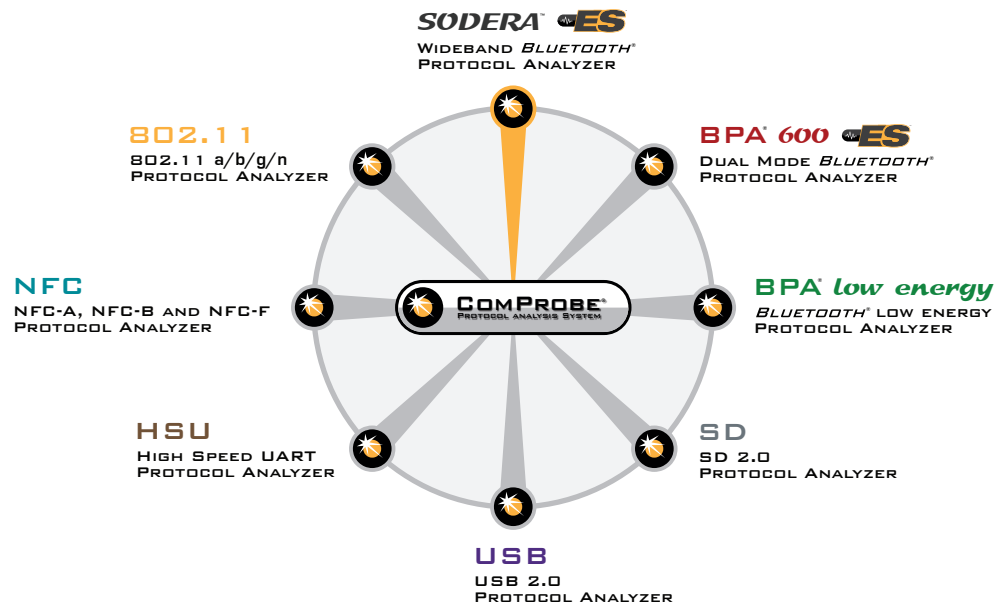 SODERA™ ES
WIDEBAND BLUETOOTH®
PROTOCOL ANALYZER
802.11
802.11 a/b/g/n
PROTOCOL ANALYZER
BPA® 600 ES
DUAL MODE BLUETOOTH®
PROTOCOL ANALYZER
NFC
NFC-A, NFC-B AND NFC-F
PROTOCOL ANALYZER
COMPROBE®
PROTOCOL ANALYSIS SYSTEM
BPA® low energy
BLUETOOTH® LOW ENERGY
PROTOCOL ANALYZER
HSU
HIGH SPEED UART
PROTOCOL ANALYZER
SD
SD 2.0
PROTOCOL ANALYZER
USB
USB 2.0
PROTOCOL ANALYZER